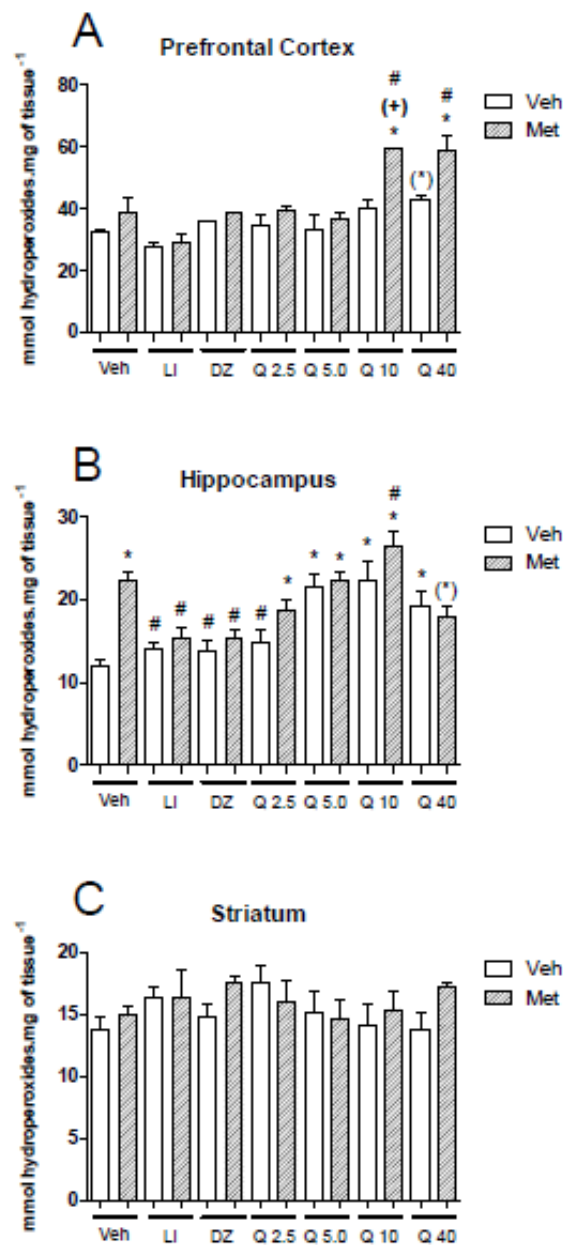 A
Prefrontal Cortex
mmol hydroperoxides.mg of tissue⁻¹
80
60
40
20
0
#
(+)
*
(*)
#
*
Veh
Met
Veh LI DZ Q 2.5 Q 5.0 Q 10 Q 40
B
Hippocampus
mmol hydroperoxides.mg of tissue⁻¹
30
20
10
0
*
# #
# #
# *
* *
*
#
*
* (*)
Veh
Met
Veh LI DZ Q 2.5 Q 5.0 Q 10 Q 40
C
Striatum
mmol hydroperoxides.mg of tissue⁻¹
20
15
10
5
0
Veh
Met
Veh LI DZ Q 2.5 Q 5.0 Q 10 Q 40